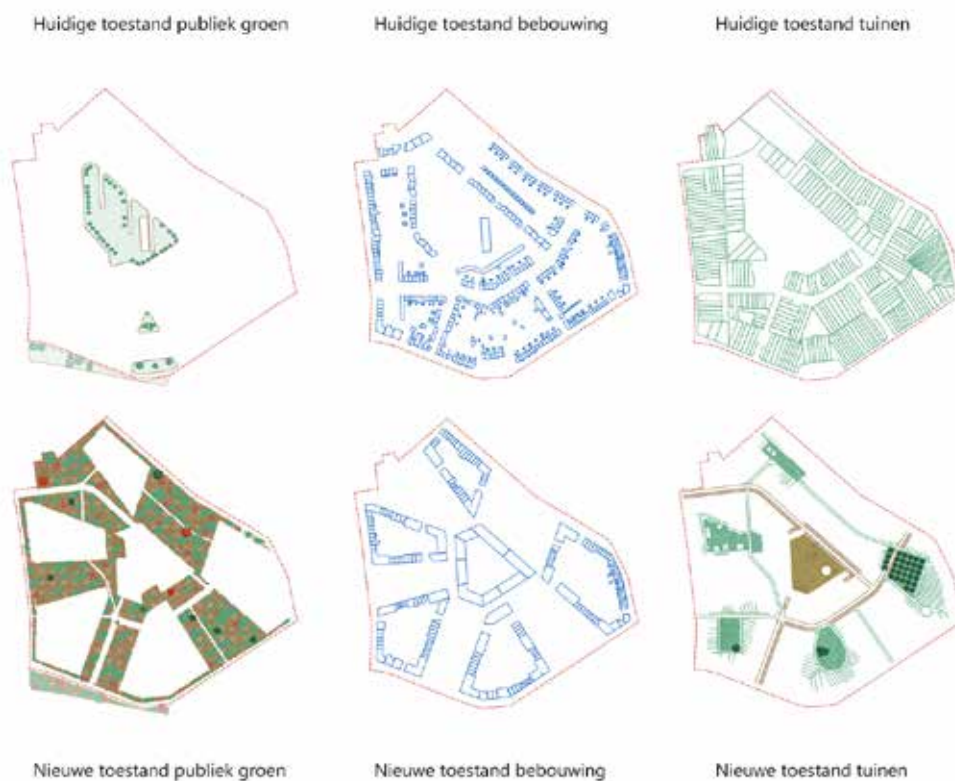 Huidige toestand publiek groen
Huidige toestand bebouwing
Huidige toestand tuinen
Nieuwe toestand publiek groen
Nieuwe toestand bebouwing
Nieuwe toestand tuinen